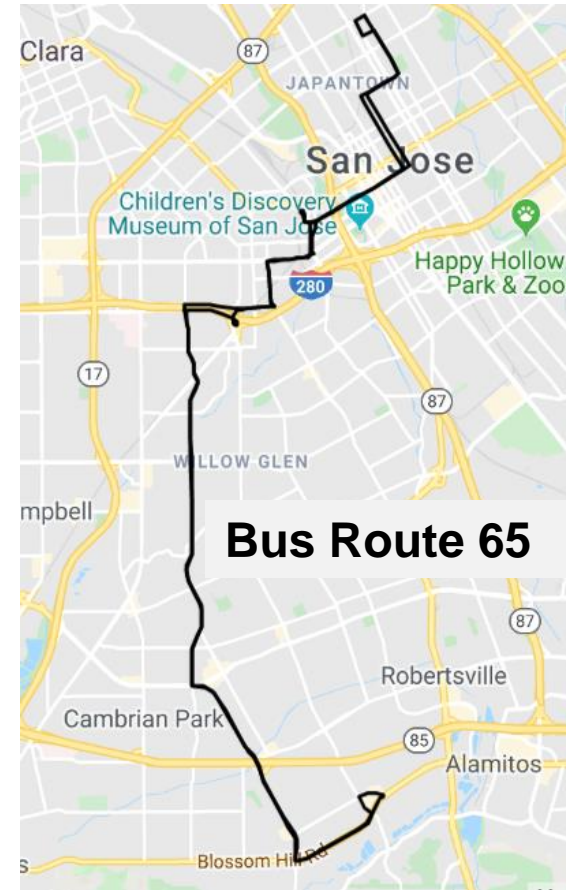 Clara
87
JAPANTOWN
San Jose
Children's Discovery
Museum of San Jose
Happy Hollow
Park & Zoo
280
17
87
WILLOW GLEN
mpbell
Bus Route 65
87
Robertsville
Cambrian Park
85
Alamitos
Blossom Hill Rd
s